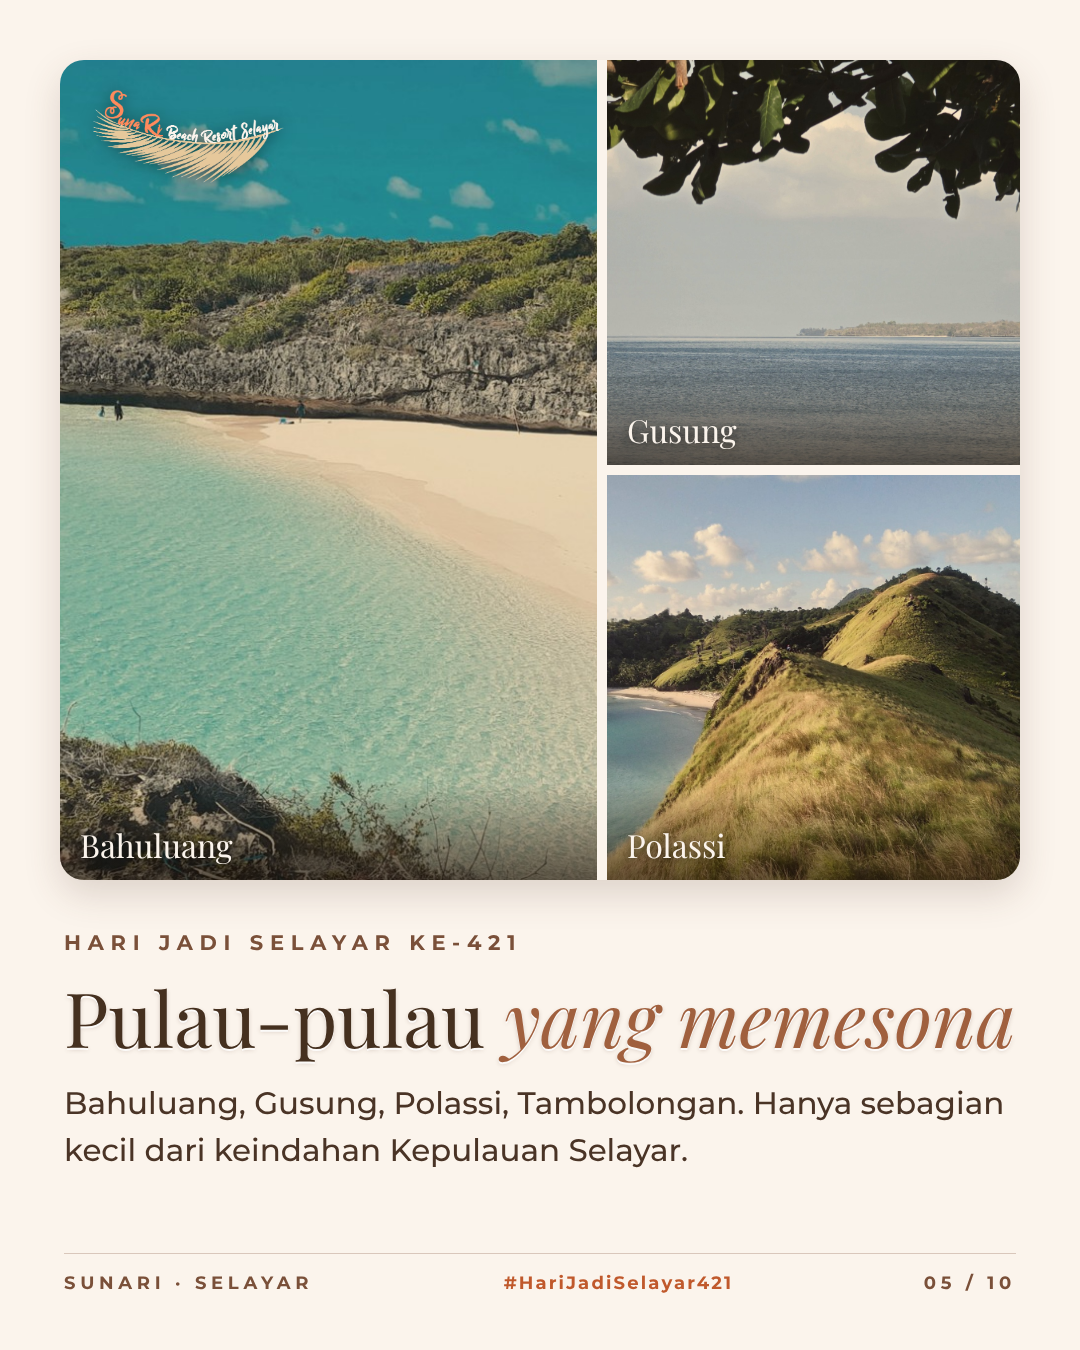 SunaRi Beach Resort Selayar
Gusung
Bahuluang
Polassi
HARI JADI SELAYAR KE-421
Pulau-pulau yang memesona
Bahuluang, Gusung, Polassi, Tambolongan. Hanya sebagian
kecil dari keindahan Kepulauan Selayar.
SUNARI · SELAYAR
#HariJadiSelayar421
05 / 10